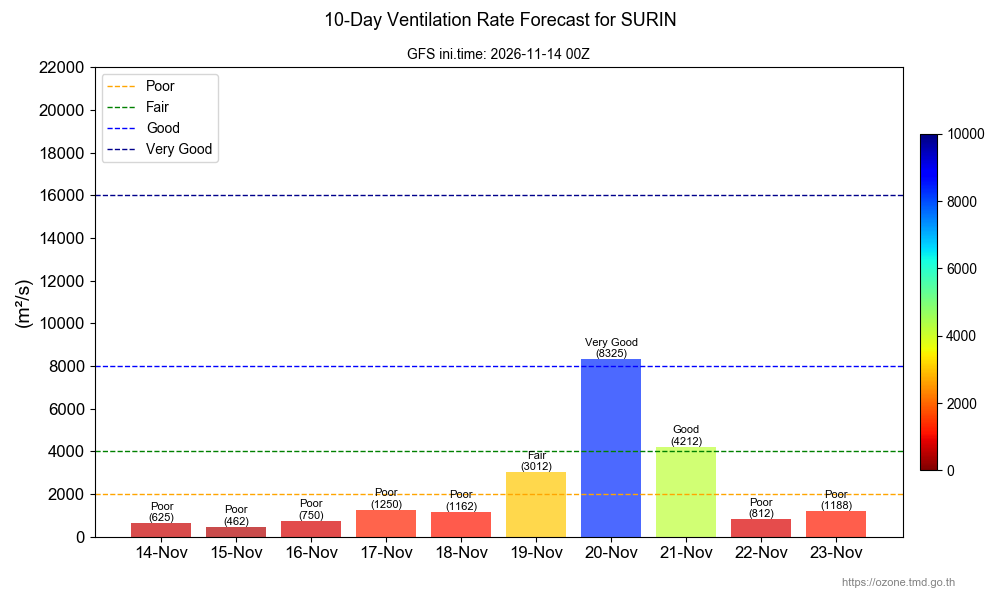 10-Day Ventilation Rate Forecast for SURIN
GFS ini.time: 2026-11-14 00Z
22000
20000
18000
16000
14000
12000
10000
8000
6000
4000
2000
0
(m²/s)
Poor
Fair
Good
Very Good
Poor
(625)
Poor
(462)
Poor
(750)
Poor
(1250)
Poor
(1162)
Fair
(3012)
Very Good
(8325)
Good
(4212)
Poor
(812)
Poor
(1188)
14-Nov
15-Nov
16-Nov
17-Nov
18-Nov
19-Nov
20-Nov
21-Nov
22-Nov
23-Nov
10000
8000
6000
4000
2000
0
https://ozone.tmd.go.th